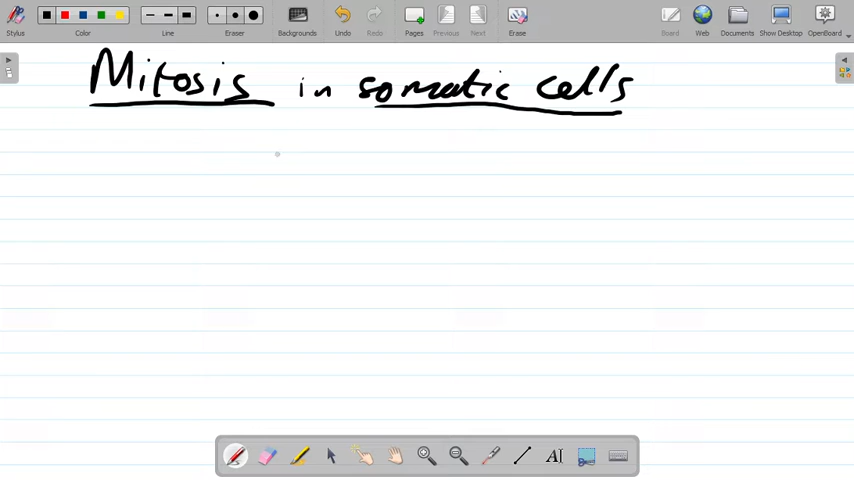 Stylus
Color
Line
Eraser
Backgrounds
Undo
Redo
Pages
Previous
Next
Erase
Board
Web
Documents
Show Desktop
OpenBoard
Mitosis in somatic cells
AI